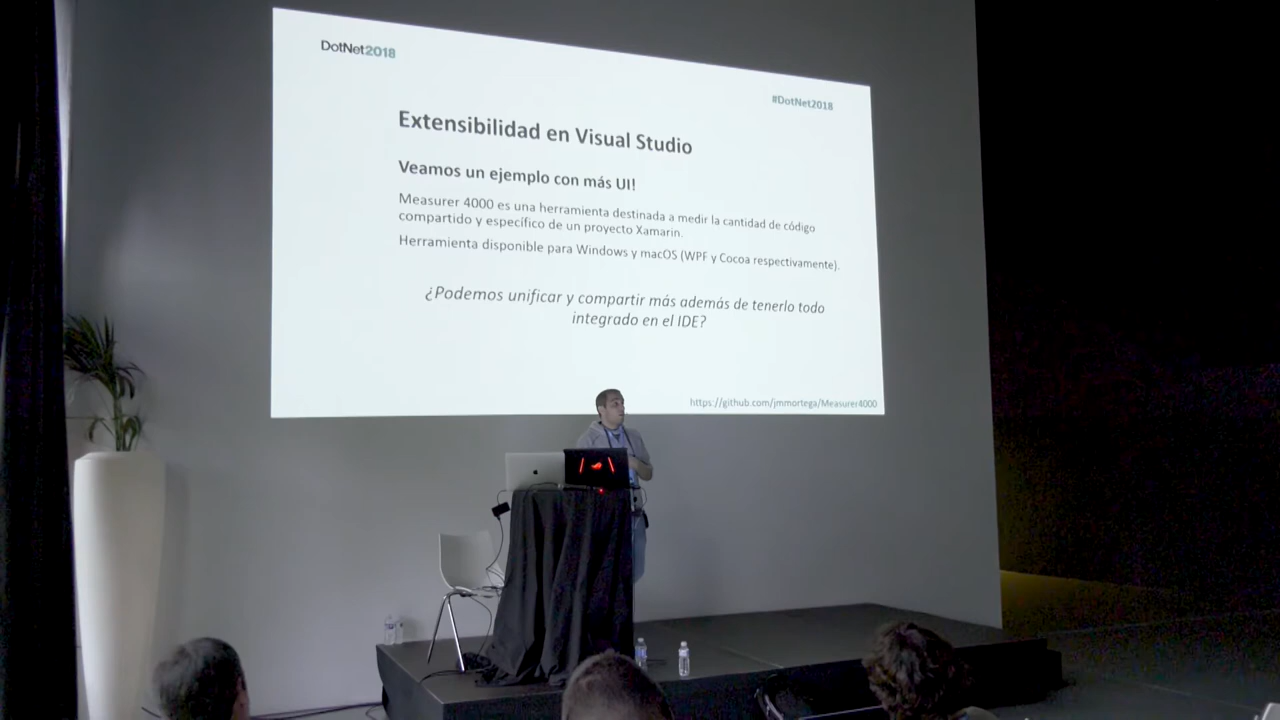 DotNet2018
#DotNet2018
Extensibilidad en Visual Studio
Veamos un ejemplo con más UI!
Measurer 4000 es una herramienta destinada a medir la cantidad de código
compartido y específico de un proyecto Xamarin.
Herramienta disponible para Windows y macOS (WPF y Cocoa respectivamente).
¿Podemos unificar y compartir más además de tenerlo todo
integrado en el IDE?
https://github.com/jmmortega/Measurer4000